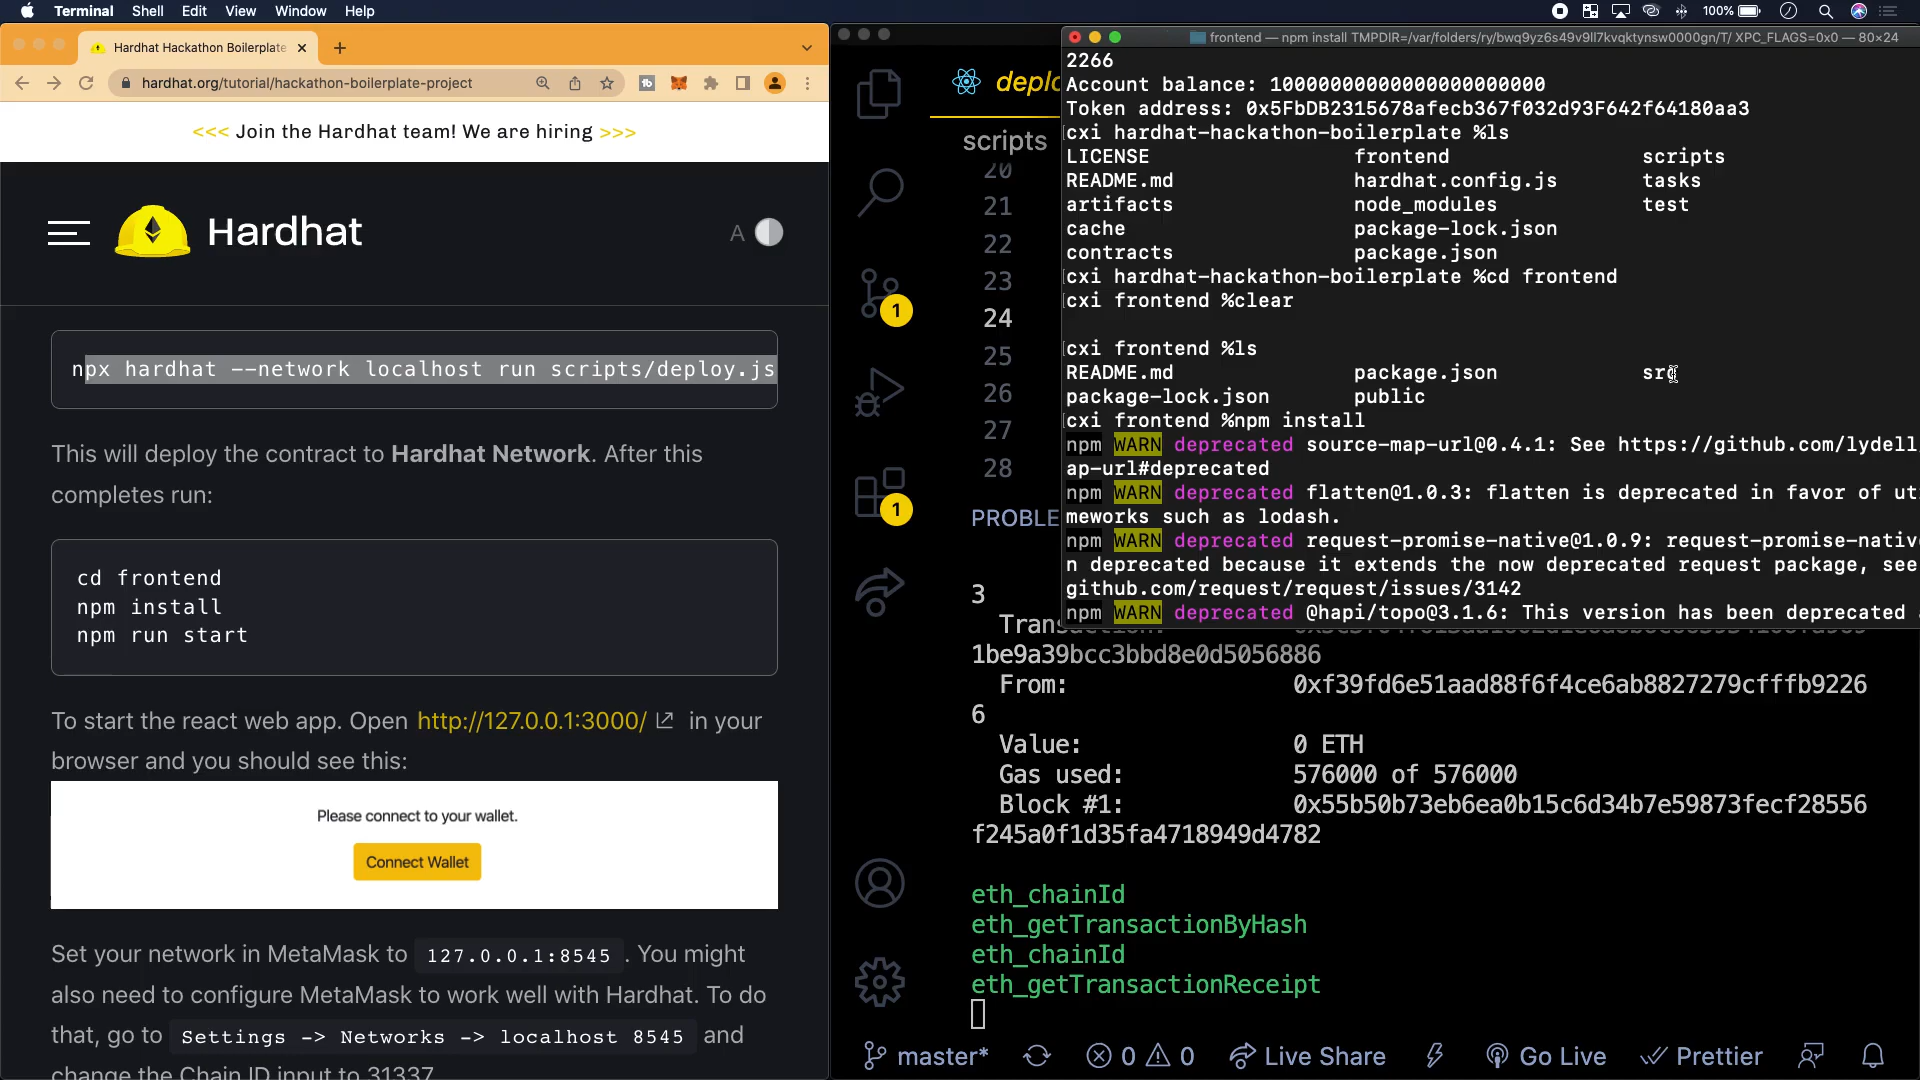 Terminal Shell Edit View Window Help
100%
Hardhat Hackathon Boilerplate
hardhat.org/tutorial/hackathon-boilerplate-project
<<< Join the Hardhat team! We are hiring >>>
Hardhat
A
npx hardhat --network localhost run scripts/deploy.js
This will deploy the contract to Hardhat Network. After this
completes run:
cd frontend
npm install
npm run start
To start the react web app. Open http://127.0.0.1:3000/ in your
browser and you should see this:
Please connect to your wallet.
Connect Wallet
Set your network in MetaMask to 127.0.0.1:8545 . You might
also need to configure MetaMask to work well with Hardhat. To do
that, go to Settings -> Networks -> localhost 8545 and
change the Chain ID input to 31337.
deplo
scripts
20
21
22
23
24
25
26
27
28
1
1
PROBLE
frontend — npm install TMPDIR=/var/folders/ry/bwq9yz6s49v9ll7kvqktynsw0000gn/T/ XPC_FLAGS=0x0 — 80×24
2266
Account balance: 10000000000000000000000
Token address: 0x5FbDB2315678afecb367f032d93F642f64180aa3
cxi hardhat-hackathon-boilerplate %ls
LICENSE frontend scripts
README.md hardhat.config.js tasks
artifacts node_modules test
cache package-lock.json
contracts package.json
cxi hardhat-hackathon-boilerplate %cd frontend
cxi frontend %clear
cxi frontend %ls
README.md package.json src
package-lock.json public
cxi frontend %npm install
npm WARN deprecated source-map-url@0.4.1: See https://github.com/lydell
ap-url#deprecated
npm WARN deprecated flatten@1.0.3: flatten is deprecated in favor of ut
meworks such as lodash.
npm WARN deprecated request-promise-native@1.0.9: request-promise-nativ
n deprecated because it extends the now deprecated request package, see
github.com/request/request/issues/3142
npm WARN deprecated @hapi/topo@3.1.6: This version has been deprecated
3
Transaction:
1be9a39bcc3bbd8e0d5056886
From: 0xf39fd6e51aad88f6f4ce6ab8827279cfffb9226
6
Value: 0 ETH
Gas used: 576000 of 576000
Block #1: 0x55b50b73eb6ea0b15c6d34b7e59873fecf28556
f245a0f1d35fa4718949d4782
eth_chainId
eth_getTransactionByHash
eth_chainId
eth_getTransactionReceipt
master* 0 0 Live Share Go Live Prettier